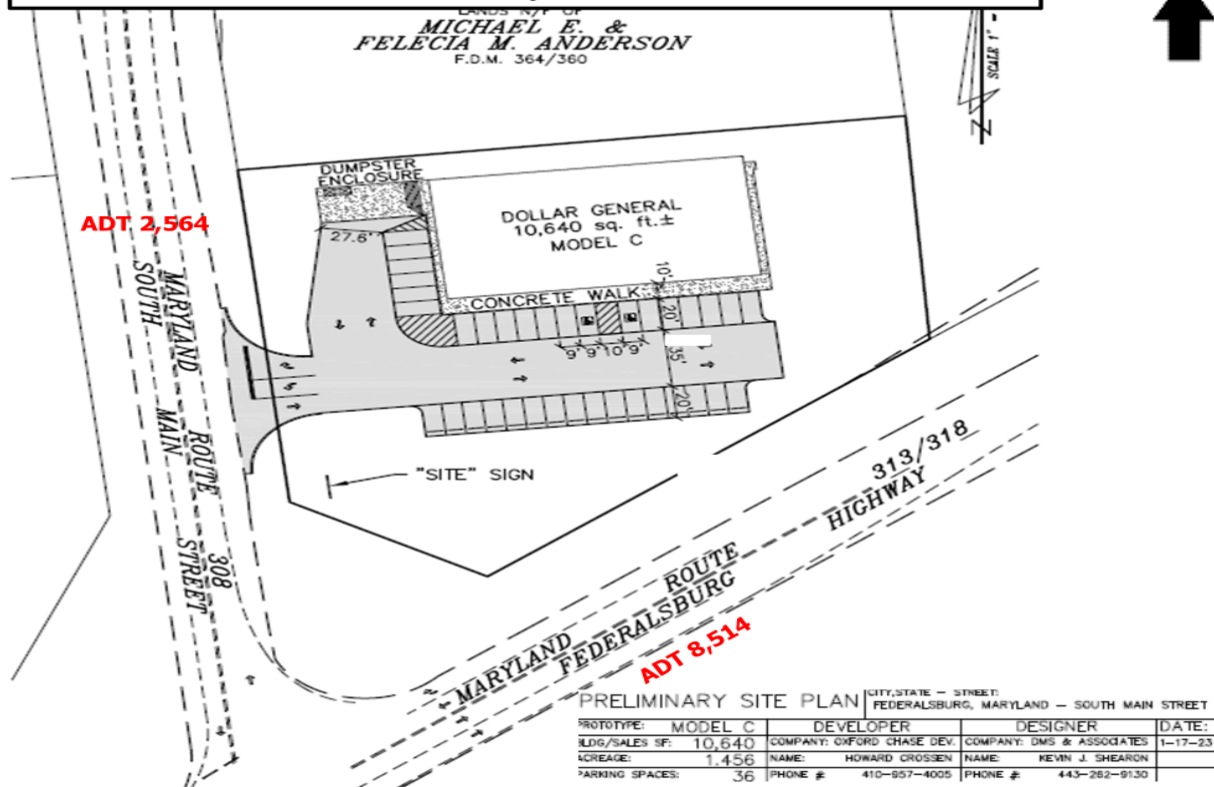 LANDS N/F OF
MICHAEL E. &
FELECIA M. ANDERSON
F.D.M. 364/360
SCALE 1" =
N
DUMPSTER
ENCLOSURE
27.6'
DOLLAR GENERAL
10,640 sq. ft.±
MODEL C
ADT 2,564
MARYLAND ROUTE 308
SOUTH MAIN STREET
CONCRETE WALK
10'
20'
9' 9' 10' 9'
35'
20'
"SITE" SIGN
MARYLAND ROUTE 313/318
FEDERALSBURG HIGHWAY
ADT 8,514
PRELIMINARY SITE PLAN
CITY,STATE – STREET:
FEDERALSBURG, MARYLAND – SOUTH MAIN STREET
PROTOTYPE: MODEL C DEVELOPER DESIGNER DATE:
BLDG/SALES SF: 10,640 COMPANY: OXFORD CHASE DEV. COMPANY: DMS & ASSOCIATES 1-17-23
ACREAGE: 1.456 NAME: HOWARD CROSSEN NAME: KEVIN J. SHEARON
PARKING SPACES: 36 PHONE #: 410-957-4005 PHONE #: 443-262-9130